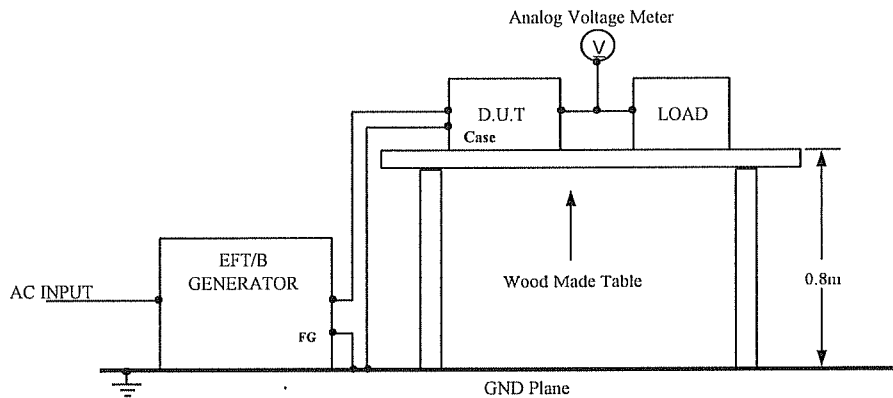 Analog Voltage Meter
V
D.U.T
Case
LOAD
EFT/B
GENERATOR
AC INPUT
FG
Wood Made Table
0.8m
GND Plane